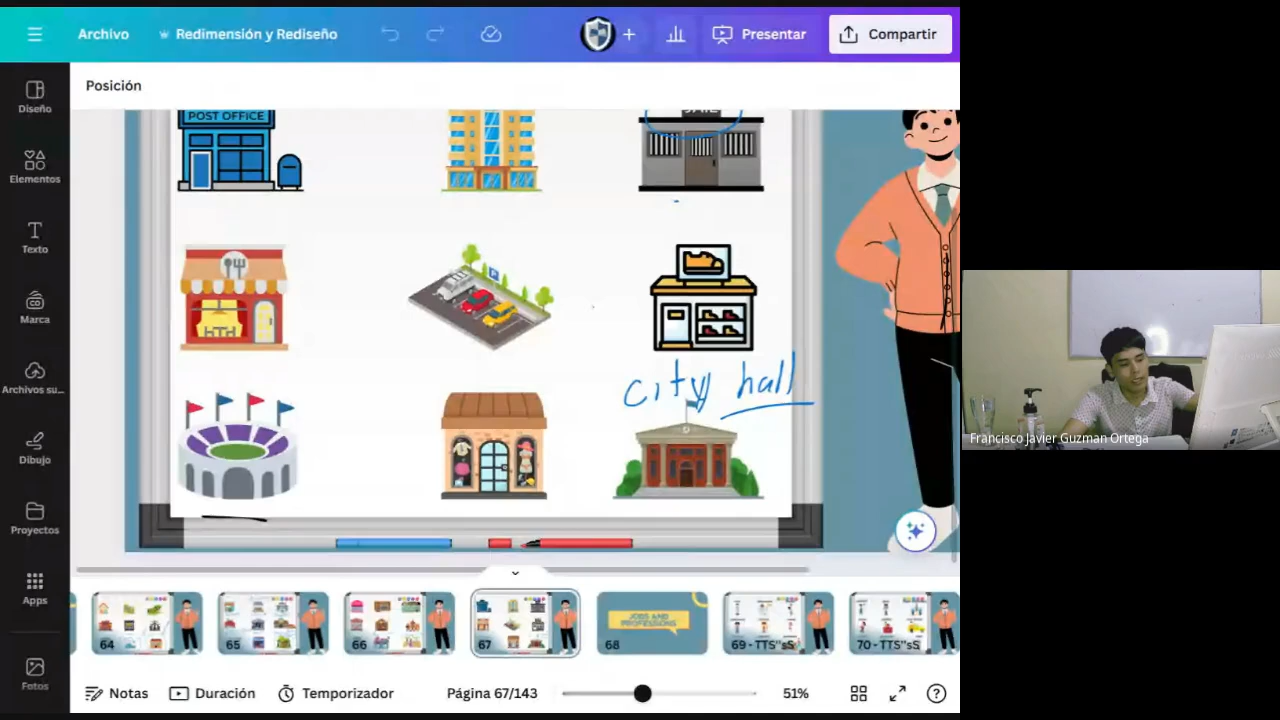 Archivo
Redimensión y Rediseño
Presentar
Compartir
Posición
Diseño
Elementos
Texto
Marca
Archivos su...
Dibujo
Proyectos
Apps
Fotos
POST OFFICE
JAIL
P
city hall
64
65
66
67
JOBS AND
PROFESSIONS
68
69 - TTS"sS
70 - TTS"sS
Notas
Duración
Temporizador
Página 67/143
51%
?
Francisco Javier Guzman Ortega